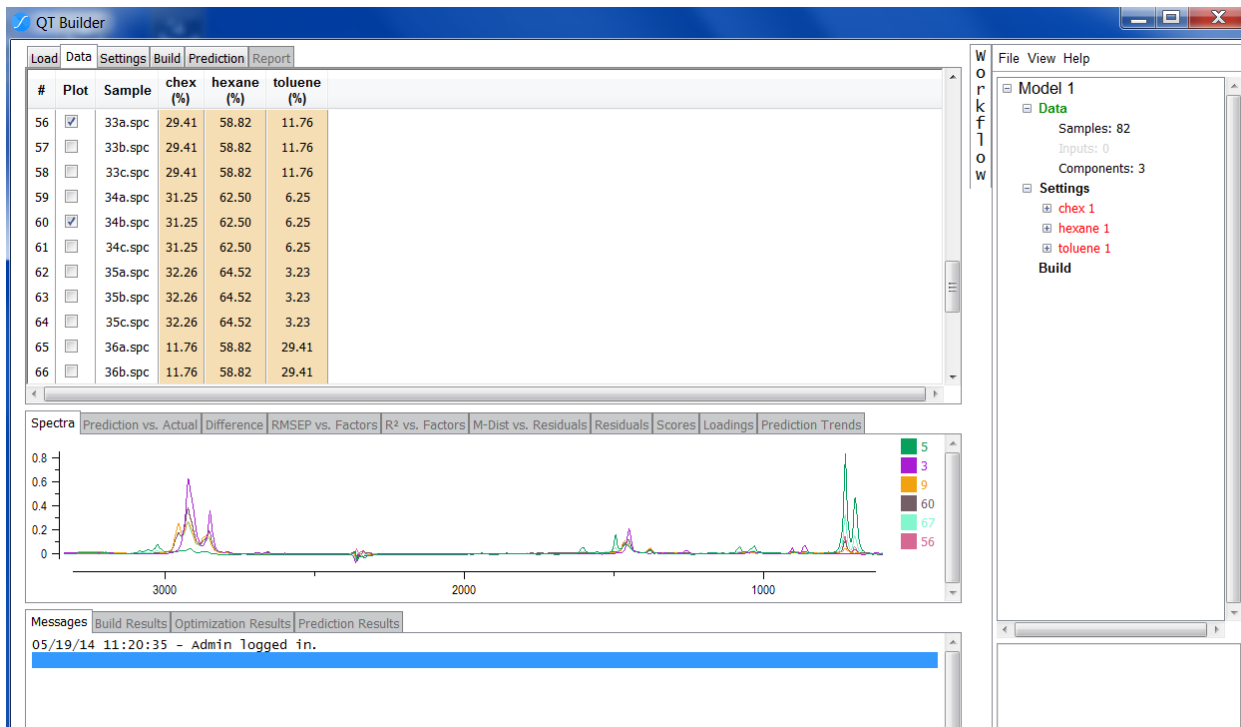 QT Builder
Load Data Settings Build Prediction Report
# Plot Sample chex (%) hexane (%) toluene (%)
56 33a.spc 29.41 58.82 11.76
57 33b.spc 29.41 58.82 11.76
58 33c.spc 29.41 58.82 11.76
59 34a.spc 31.25 62.50 6.25
60 34b.spc 31.25 62.50 6.25
61 34c.spc 31.25 62.50 6.25
62 35a.spc 32.26 64.52 3.23
63 35b.spc 32.26 64.52 3.23
64 35c.spc 32.26 64.52 3.23
65 36a.spc 11.76 58.82 29.41
66 36b.spc 11.76 58.82 29.41
Spectra Prediction vs. Actual Difference RMSEP vs. Factors R² vs. Factors M-Dist vs. Residuals Residuals Scores Loadings Prediction Trends
0.8
0.6
0.4
0.2
0
3000 2000 1000
5
3
9
60
67
56
Messages Build Results Optimization Results Prediction Results
05/19/14 11:20:35 - Admin logged in.
Workflow
File View Help
Model 1
Data
Samples: 82
Inputs: 0
Components: 3
Settings
chex 1
hexane 1
toluene 1
Build